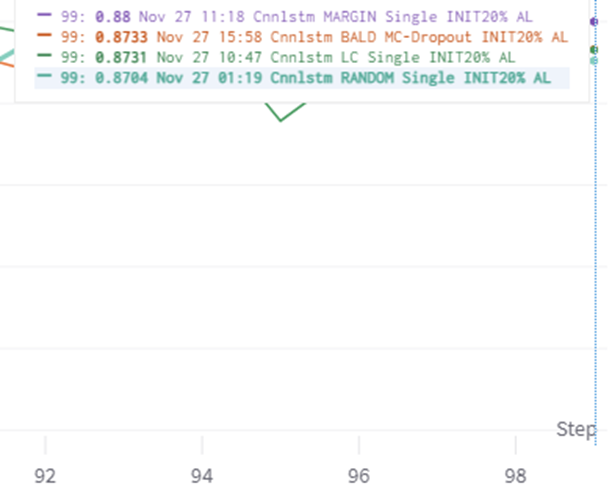 99: 0.88 Nov 27 11:18 Cnnlstm MARGIN Single INIT20% AL
99: 0.8733 Nov 27 15:58 Cnnlstm BALD MC-Dropout INIT20% AL
99: 0.8731 Nov 27 10:47 Cnnlstm LC Single INIT20% AL
99: 0.8704 Nov 27 01:19 Cnnlstm RANDOM Single INIT20% AL
Step
92 94 96 98